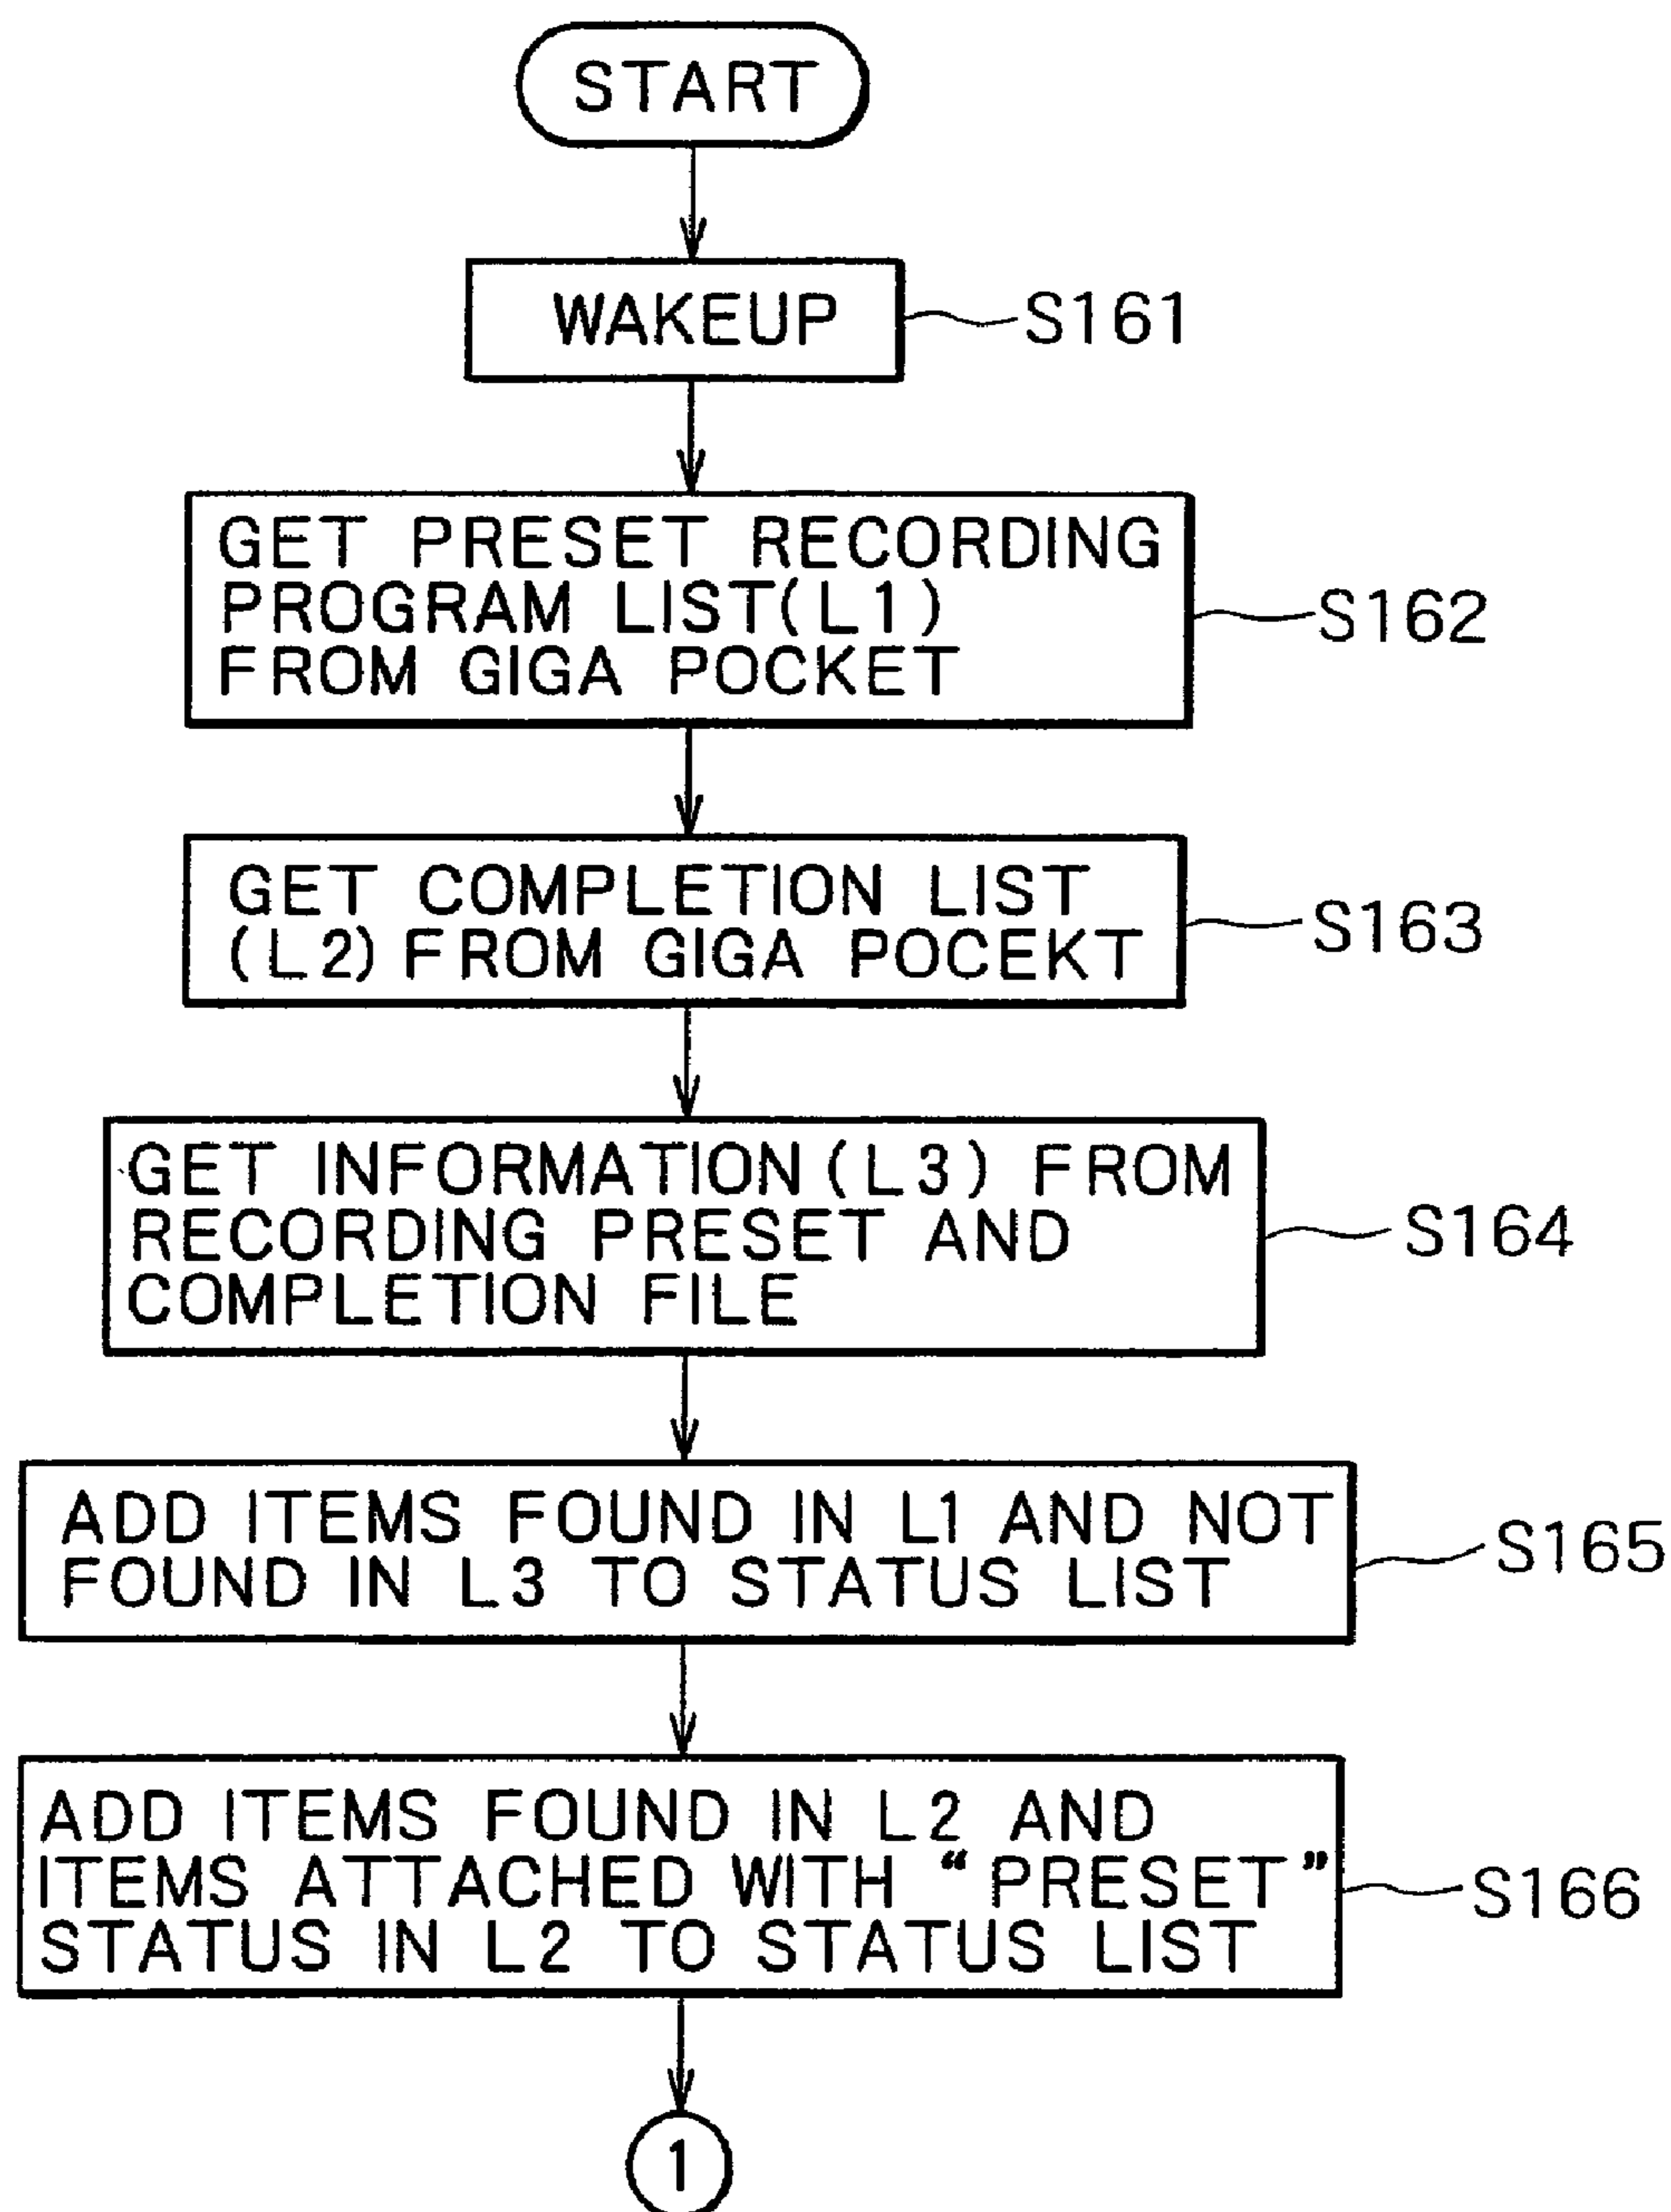 START
WAKEUP
S161
GET PRESET RECORDING
PROGRAM LIST(L1)
FROM GIGA POCKET
S162
GET COMPLETION LIST
(L2) FROM GIGA POCEKT
S163
GET INFORMATION(L3) FROM
RECORDING PRESET AND
COMPLETION FILE
S164
ADD ITEMS FOUND IN L1 AND NOT
FOUND IN L3 TO STATUS LIST
S165
ADD ITEMS FOUND IN L2 AND
ITEMS ATTACHED WITH “PRESET”
STATUS IN L2 TO STATUS LIST
S166
1